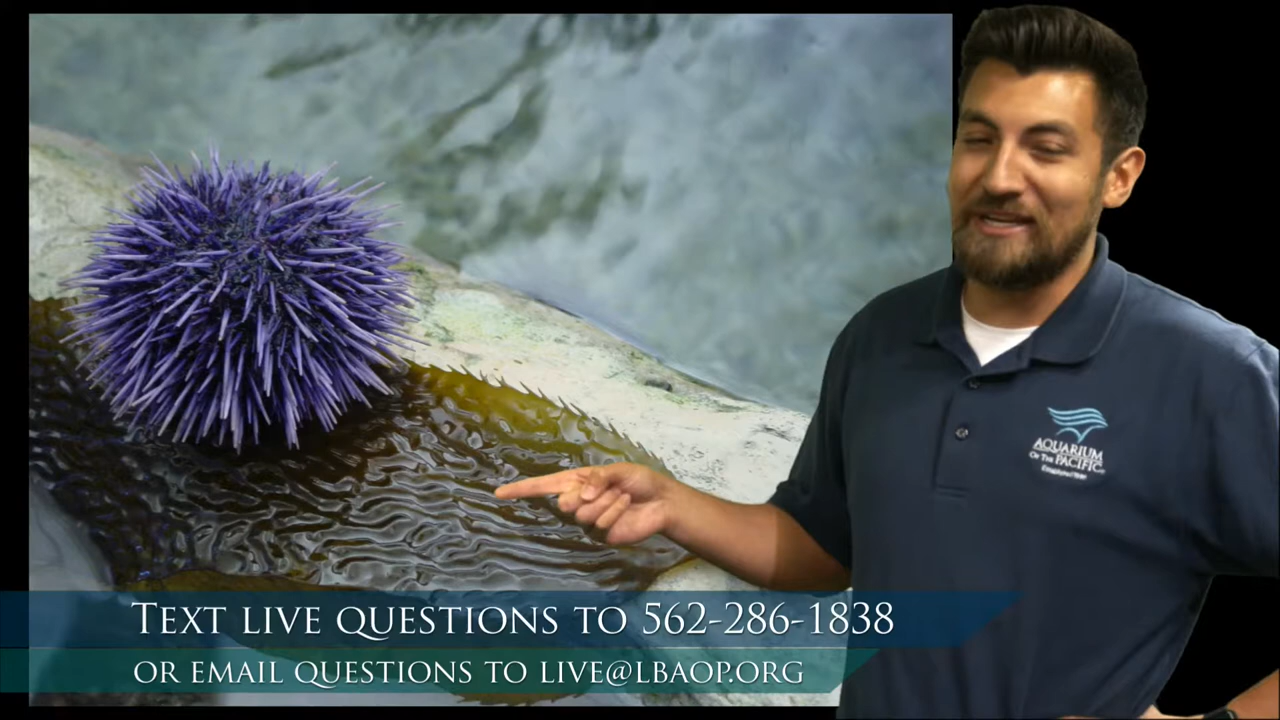 AQUARIUM
OF THE PACIFIC
TEXT LIVE QUESTIONS TO 562-286-1838
OR EMAIL QUESTIONS TO LIVE@LBAOP.ORG